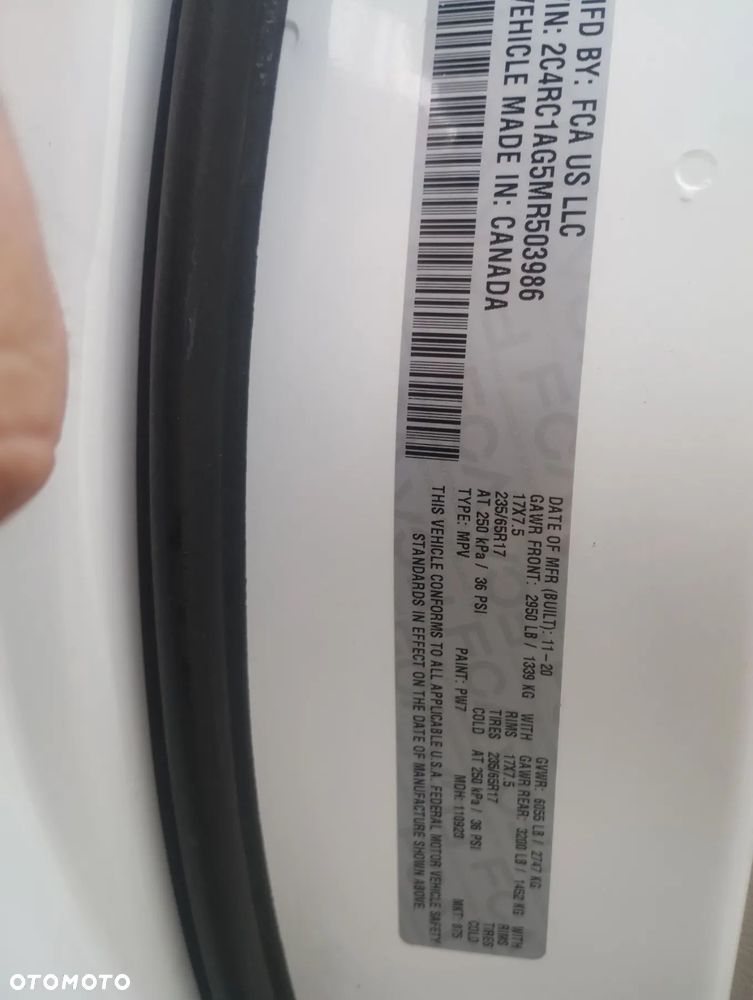 MFD BY: FCA US LLC
VIN: 2C4RC1AG5MR503986
VEHICLE MADE IN: CANADA
DATE OF MFR (BUILT): 11-20
GVWR: 6055 LB / 2747 KG
GAWR FRONT: 2950 LB / 1339 KG WITH
GAWR REAR: 3200 LB / 1452 KG WITH
17X7.5 RIMS
17X7.5 RIMS
235/65R17 TIRES
235/65R17 TIRES
AT 250 kPa / 36 PSI COLD
AT 250 kPa / 36 PSI COLD
TYPE: MPV PAINT: PW7 MDH: 110923 MKT: 875
THIS VEHICLE CONFORMS TO ALL APPLICABLE U.S.A. FEDERAL MOTOR VEHICLE SAFETY
STANDARDS IN EFFECT ON THE DATE OF MANUFACTURE SHOWN ABOVE.
OTOMOTO